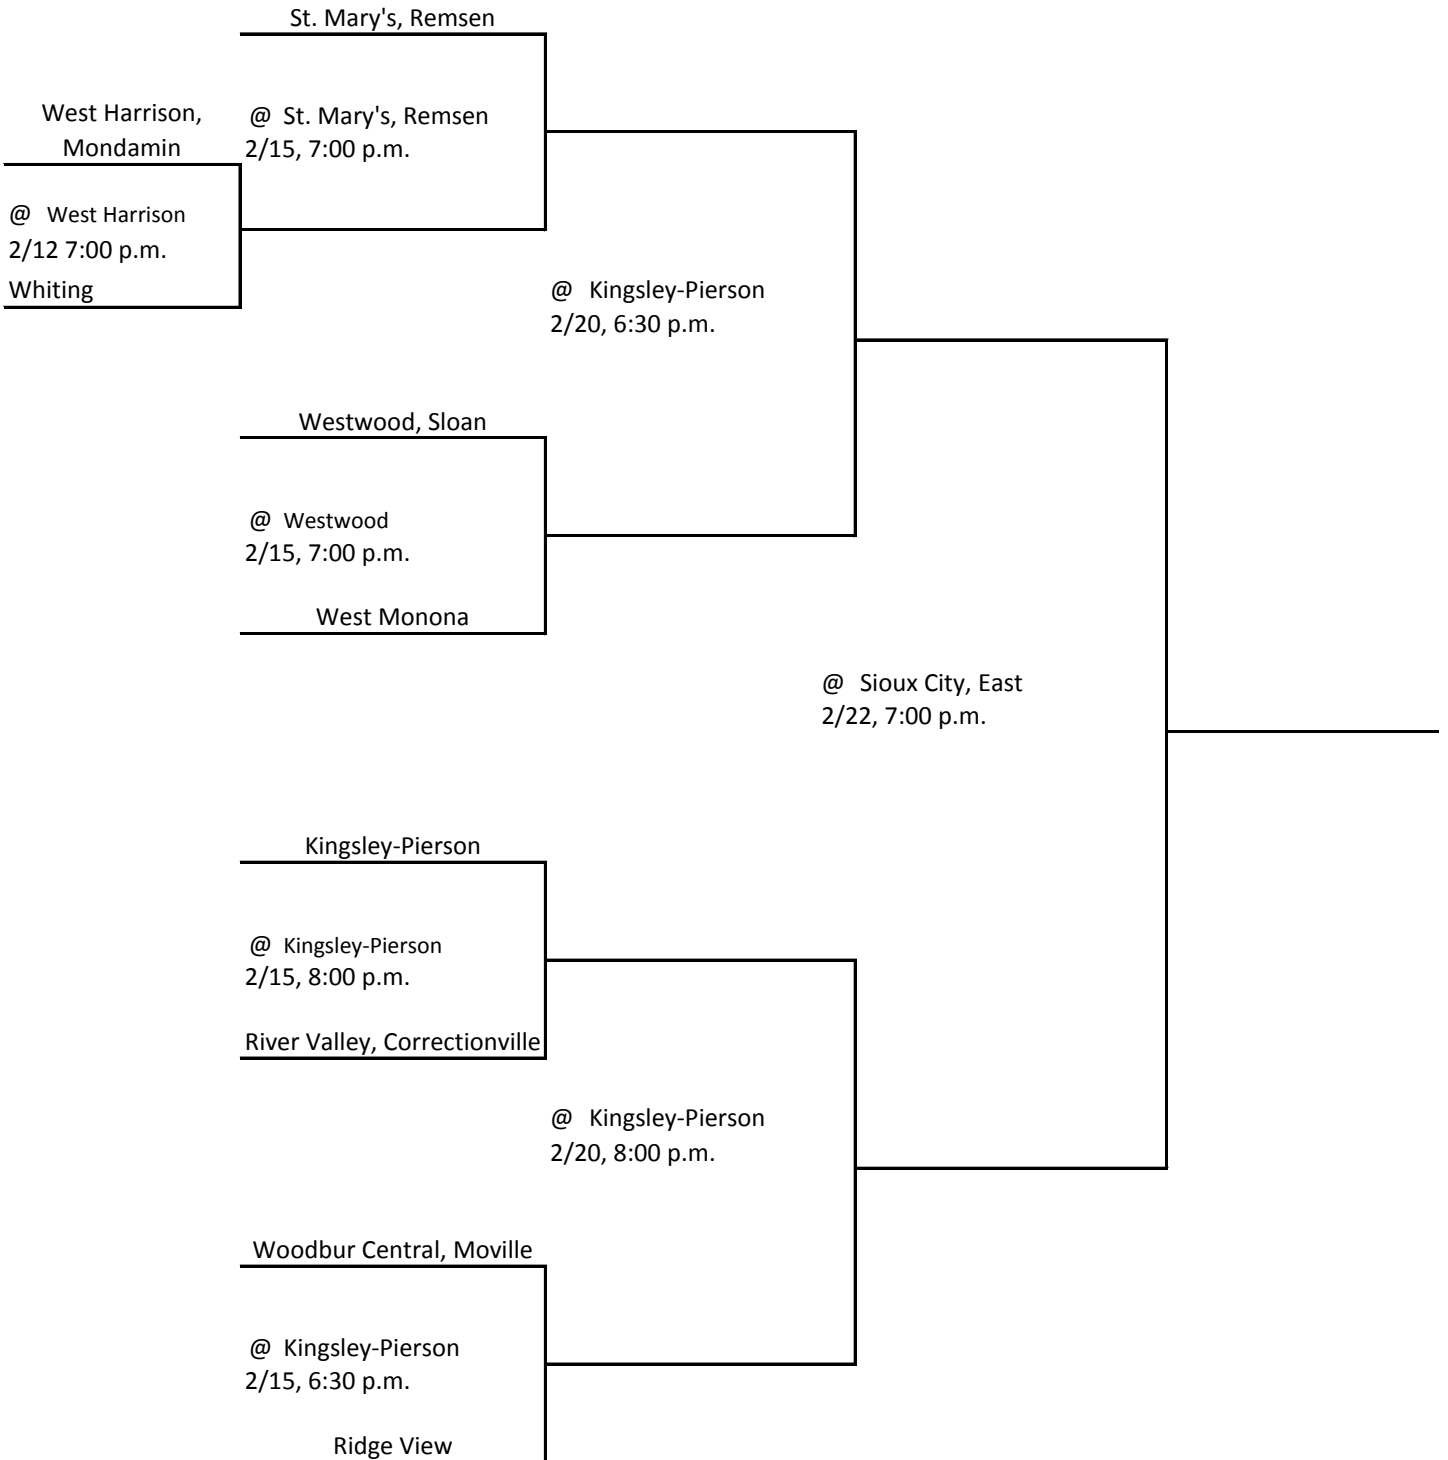 St. Mary's, Remsen
West Harrison,
Mondamin
@ St. Mary's, Remsen
2/15, 7:00 p.m.
@ West Harrison
2/12 7:00 p.m.
Whiting
@ Kingsley-Pierson
2/20, 6:30 p.m.
Westwood, Sloan
@ Westwood
2/15, 7:00 p.m.
West Monona
@ Sioux City, East
2/22, 7:00 p.m.
Kingsley-Pierson
@ Kingsley-Pierson
2/15, 8:00 p.m.
River Valley, Correctionville
@ Kingsley-Pierson
2/20, 8:00 p.m.
Woodbur Central, Moville
@ Kingsley-Pierson
2/15, 6:30 p.m.
Ridge View